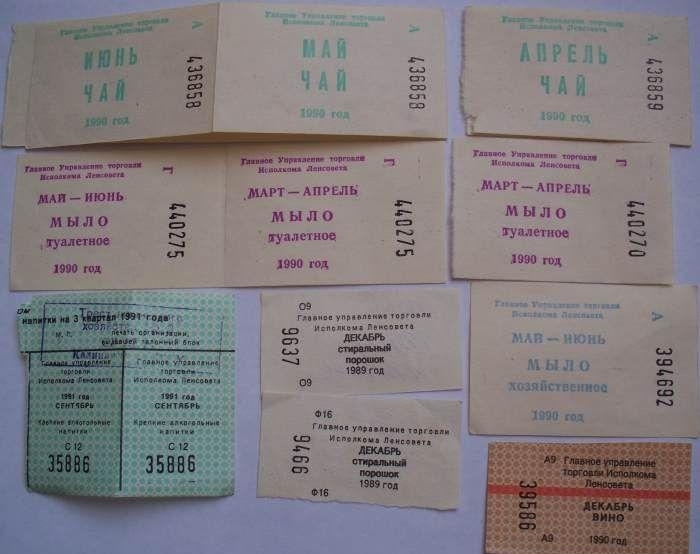 Главное Управление торговли
Исполкома Ленсовета
А
ИЮНЬ
ЧАЙ
1990 год
436858
Главное Управление торговли
Исполкома Ленсовета
А
МАЙ
ЧАЙ
1990 год
436858
Главное Управление торговли
Исполкома Ленсовета
А
АПРЕЛЬ
ЧАЙ
1990 год
436859
Главное Управление торговли
Исполкома Ленсовета
Г
МАЙ — ИЮНЬ
МЫЛО
туалетное
1990 год
440275
Главное Управление торговли
Исполкома Ленсовета
Г
МАРТ — АПРЕЛЬ
МЫЛО
туалетное
1990 год
440275
Главное Управление торговли
Исполкома Ленсовета
Г
МАРТ — АПРЕЛЬ
МЫЛО
туалетное
1990 год
440270
напитки на 3 квартал 1991 года
М.
печать организации,
выдавшей талонный блок
Главное управление
торговли
Исполкома Ленсовета
1991 год
СЕНТЯБРЬ
Крепкие алкогольные
напитки
С 12
35886
Главное управление
торговли
Исполкома Ленсовета
1991 год
СЕНТЯБРЬ
Крепкие алкогольные
напитки
С 12
35886
О9
Главное управление торговли
Исполкома Ленсовета
ДЕКАБРЬ
стиральный
порошок
1989 год
О9
9637
Ф16
Главное управление торговли
Исполкома Ленсовета
ДЕКАБРЬ
стиральный
порошок
1989 год
Ф16
9466
Главное Управление торговли
Исполкома Ленсовета
А
МАЙ — ИЮНЬ
МЫЛО
хозяйственное
1990 год
394692
А9 Главное управление
торговли Исполкома
Ленсовета
ДЕКАБРЬ
ВИНО
А9 1990 год
39586